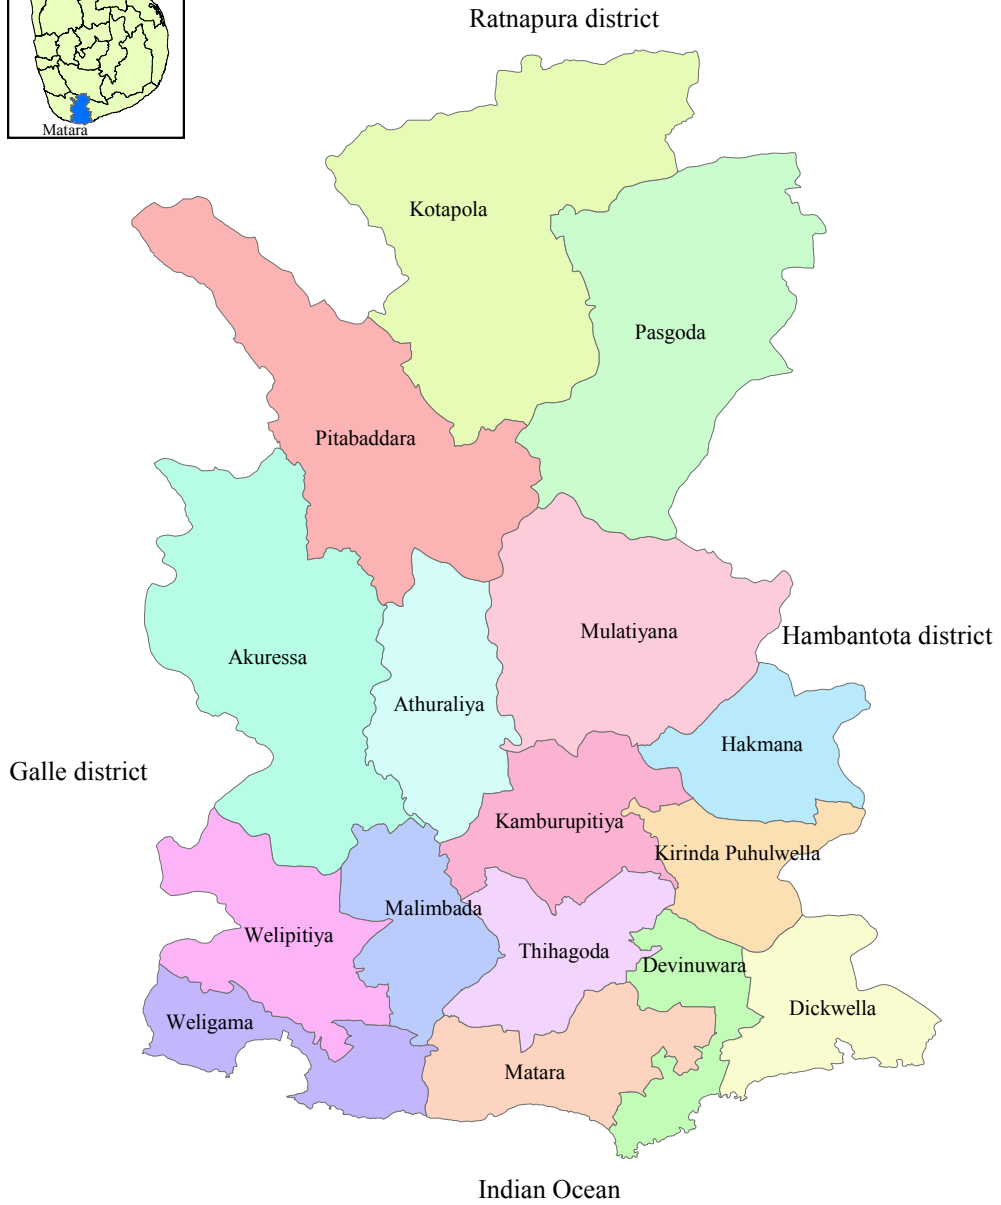 Ratnapura district
Matara
Kotapola
Pasgoda
Pitabaddara
Mulatiyana
Hambantota district
Akuressa
Athuraliya
Hakmana
Galle district
Kamburupitiya
Kirinda Puhulwella
Malimbada
Welipitiya
Thihagoda
Devinuwara
Dickwella
Weligama
Matara
Indian Ocean